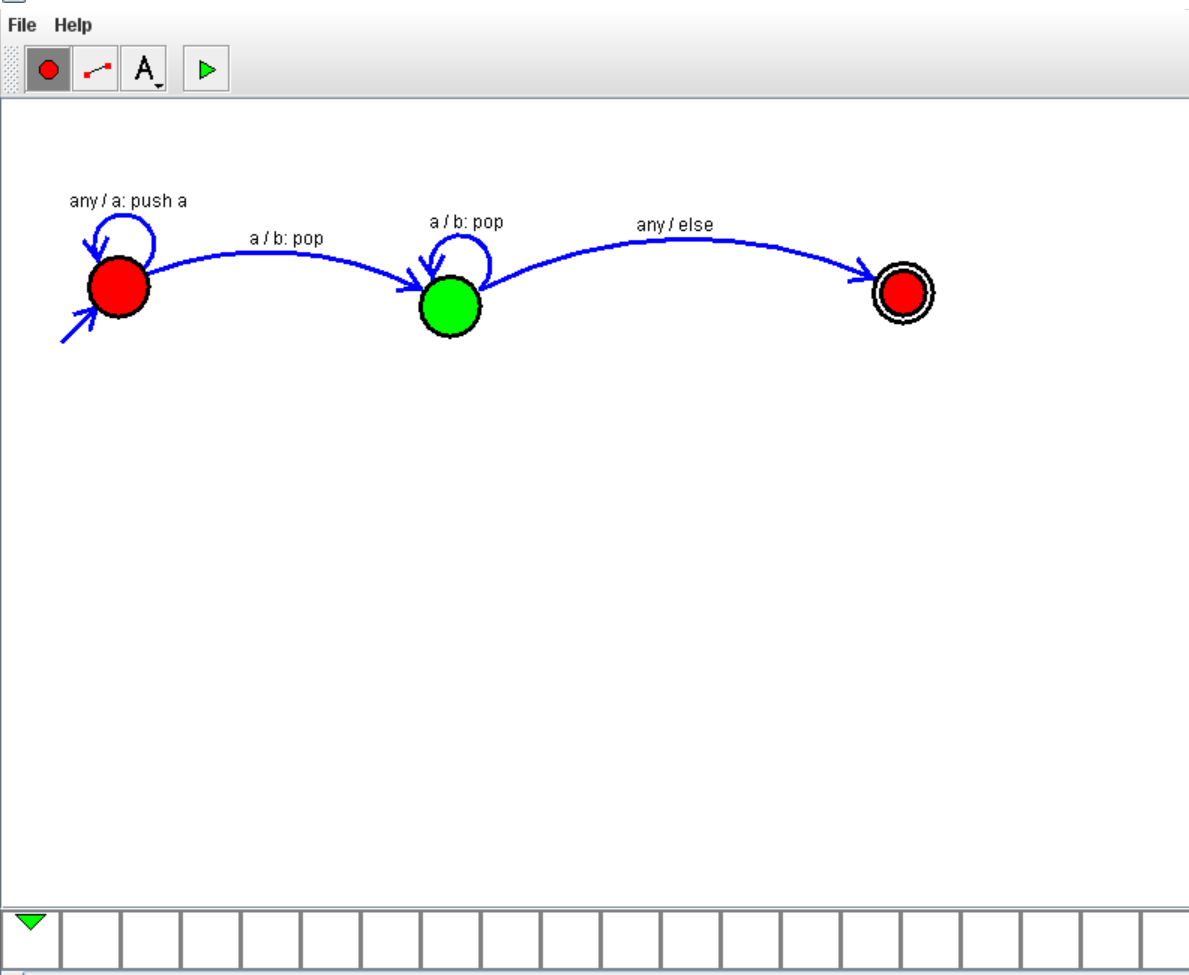 File Help
A
any / a: push a
a / b: pop
a / b: pop
any / else